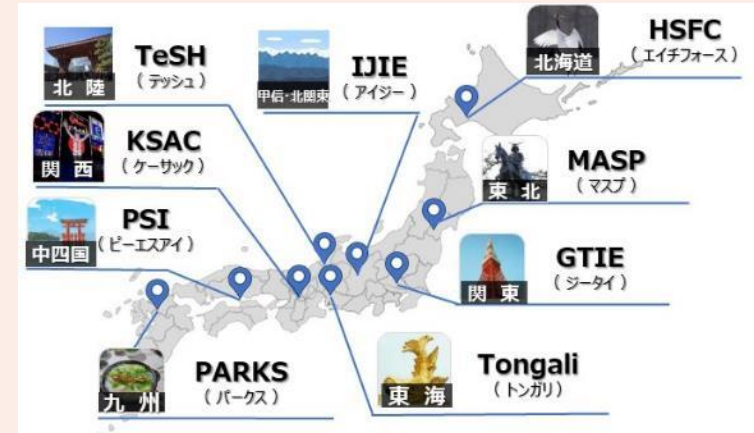 TeSH
(テッシュ)
北陸
IJIE
(アイジー)
甲信・北関東
HSFC
(エイチフォース)
北海道
KSAC
(ケーサック)
関西
MASP
(マスプ)
東北
PSI
(ピーエスアイ)
中四国
GTIE
(ジータイ)
関東
PARKS
(パークス)
九州
Tongali
(トンガリ)
東海